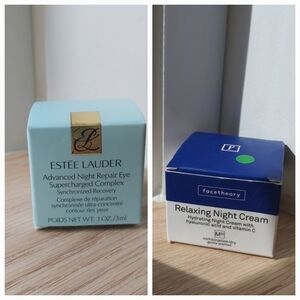 ESTĒE LAUDER
Advanced Night Repair Eye
Supercharged Complex
Synchronized Recovery
Complexe de réparation
synchronisée ultra-concentré
contour des yeux
POIDS NET WT. .1 OZ./3ml
facetheory
Relaxing Night Cream
Hydrating Night Cream with
hyaluronic acid and vitamin C